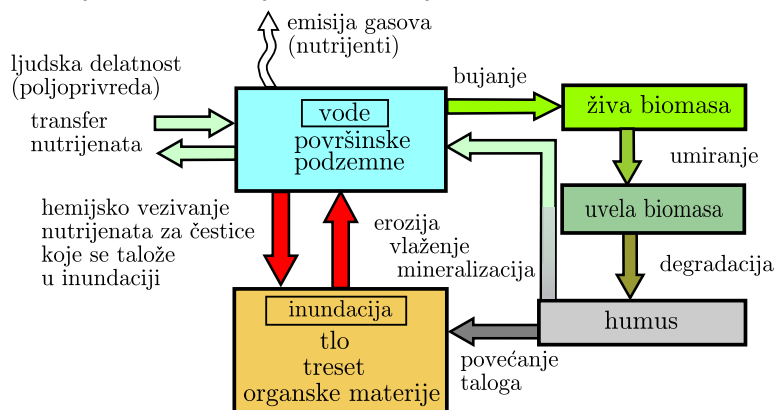 emisija gasova
(nutrijenti)
ljudska delatnost
(poljoprivreda)
transfer
nutrijenata
vode
površinske
podzemne
bujanje
živa biomasa
umiranje
uvela biomasa
degradacija
humus
hemijsko vezivanje
nutrijenata za čestice
koje se talože
u inundaciji
erozija
vlaženje
mineralizacija
inundacija
tlo
treset
organske materije
povećanje
taloga